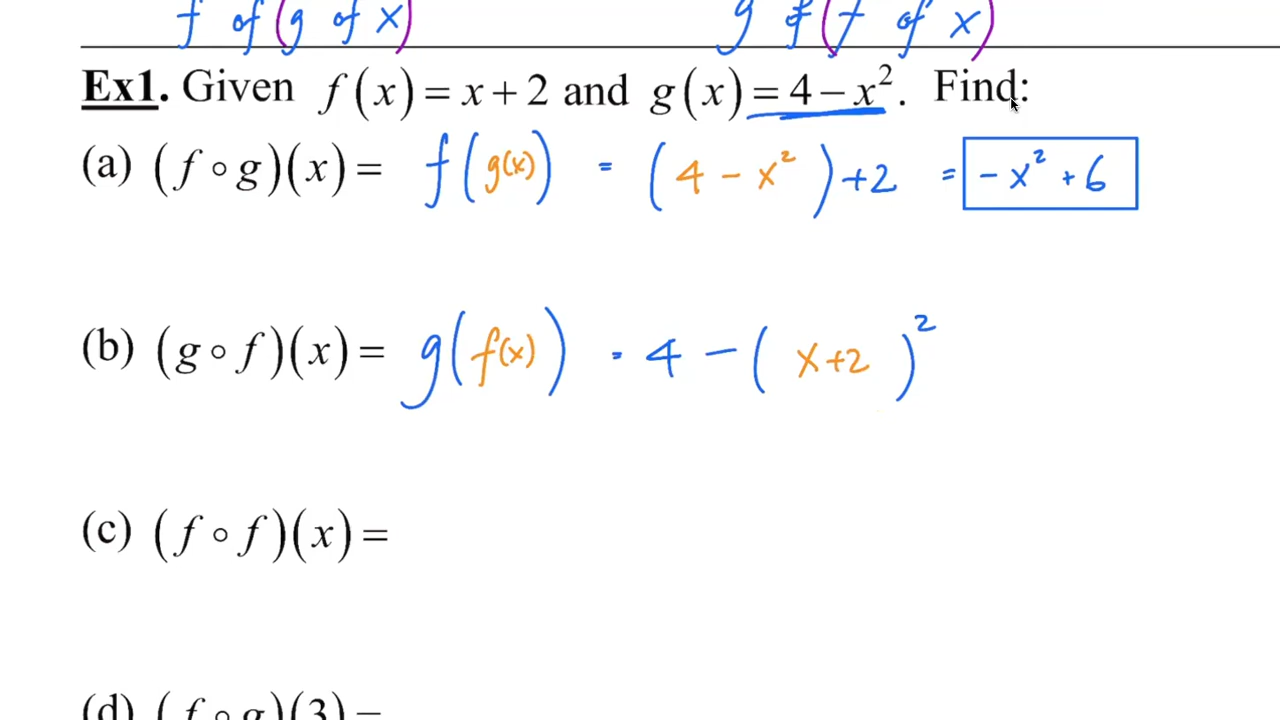 f of (g of x) g of (f of x)
Ex1. Given f(x) = x + 2 and g(x) = 4 − x². Find:
(a) (f ∘ g)(x) = f(g(x)) = (4 − x²) + 2 = -x² + 6
(b) (g ∘ f)(x) = g(f(x)) = 4 − (x+2)²
(c) (f ∘ f)(x) =
(d) (f ∘ g)(3) =